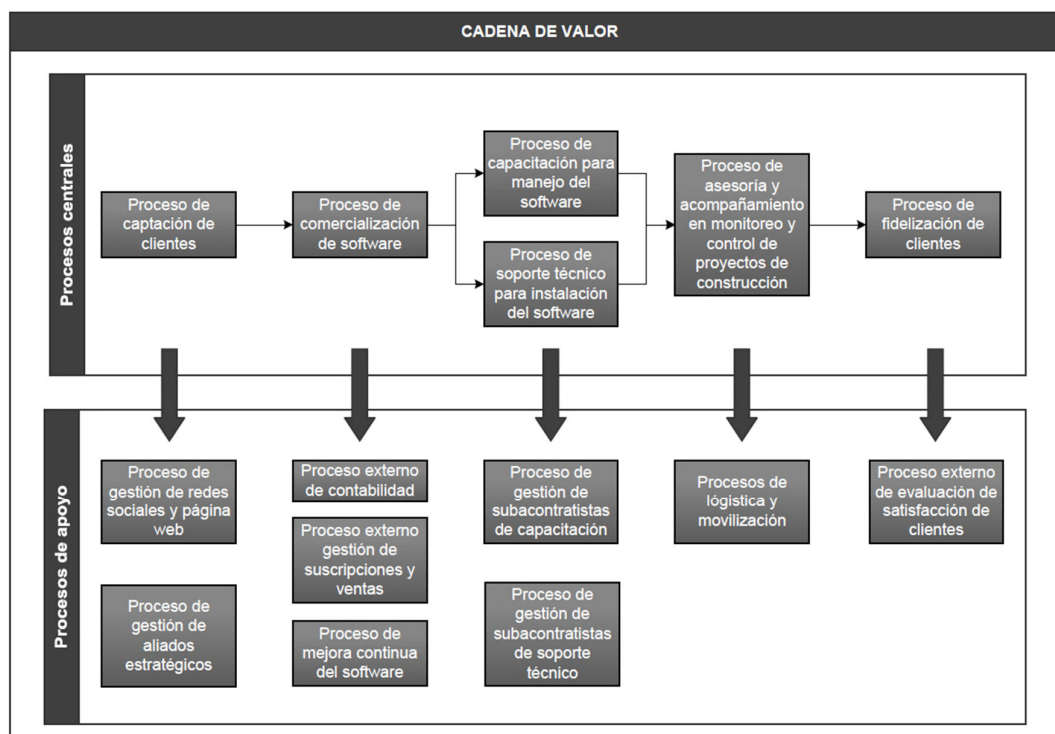 CADENA DE VALOR
Procesos centrales
Proceso de
captación de
clientes
Proceso de
comercialización
de software
Proceso de
capacitación para
manejo del
software
Proceso de
soporte técnico
para instalación
del software
Proceso de
asesoría y
acompañamiento
en monitoreo y
control de
proyectos de
construcción
Proceso de
fidelización de
clientes
Procesos de apoyo
Proceso de
gestión de redes
sociales y página
web
Proceso de
gestión de
aliados
estratégicos
Proceso externo
de contabilidad
Proceso externo
gestión de
suscripciones y
ventas
Proceso de
mejora continua
del software
Proceso de
gestión de
subacontratistas
de capacitación
Proceso de
gestión de
subacontratistas
de soporte
técnico
Procesos de
lógistica y
movilización
Proceso externo
de evaluación de
satisfacción de
clientes